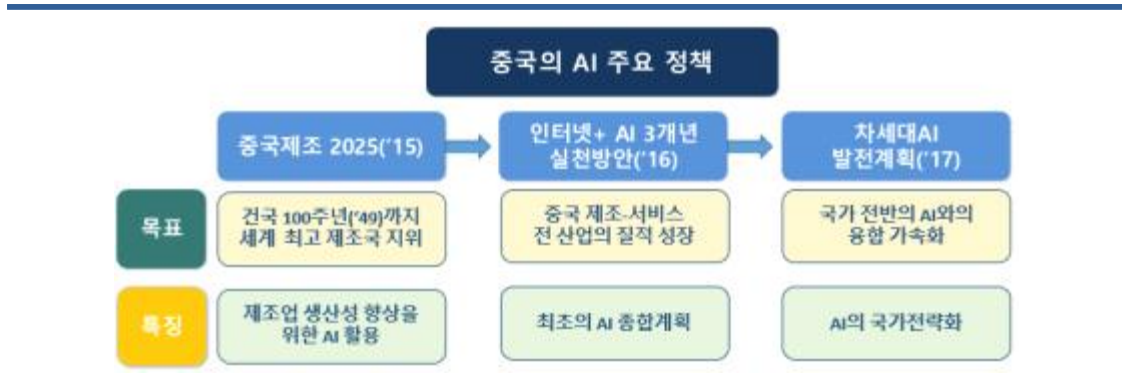 중국의 AI 주요 정책
중국제조 2025('15)
인터넷+ AI 3개년
실천방안('16)
차세대AI
발전계획('17)
목표
건국 100주년('49)까지
세계 최고 제조국 지위
중국 제조-서비스
전 산업의 질적 성장
국가 전반의 AI와의
융합 가속화
특징
제조업 생산성 향상을
위한 AI 활용
최초의 AI 종합계획
AI의 국가전략화